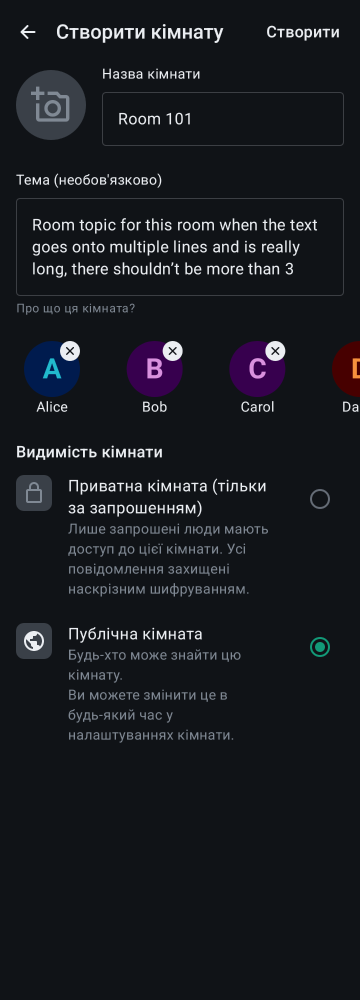 Створити кімнату
Створити
Назва кімнати
Room 101
Тема (необов'язково)
Room topic for this room when the text
goes onto multiple lines and is really
long, there shouldn’t be more than 3
Про що ця кімната?
A
B
C
D
Alice
Bob
Carol
Da
Видимість кімнати
Приватна кімната (тільки
за запрошенням)
Лише запрошені люди мають
доступ до цієї кімнати. Усі
повідомлення захищені
наскрізним шифруванням.
Публічна кімната
Будь-хто може знайти цю
кімнату.
Ви можете змінити це в
будь-який час у
налаштуваннях кімнати.